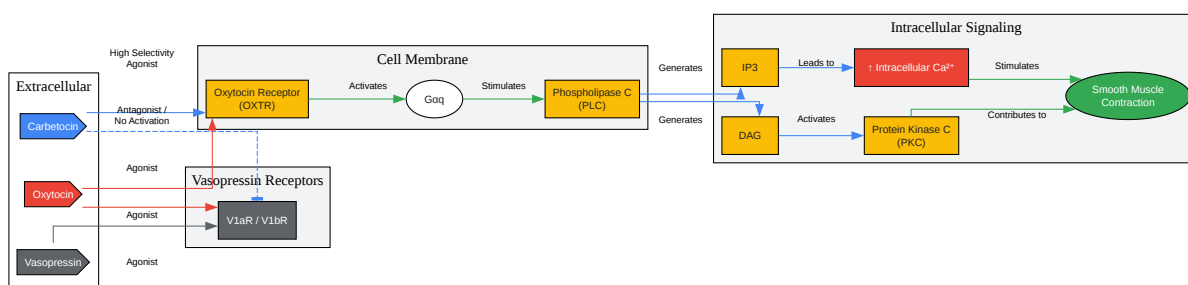 Extracellular
Carbetocin
Oxytocin
Vasopressin
High Selectivity
Agonist
Antagonist /
No Activation
Agonist
Agonist
Agonist
Cell Membrane
Oxytocin Receptor
(OXTR)
Activates
Gαq
Stimulates
Phospholipase C
(PLC)
Vasopressin Receptors
V1aR / V1bR
Generates
Generates
Intracellular Signaling
IP3
Leads to
↑ Intracellular Ca²⁺
Stimulates
Smooth Muscle
Contraction
DAG
Activates
Protein Kinase C
(PKC)
Contributes to